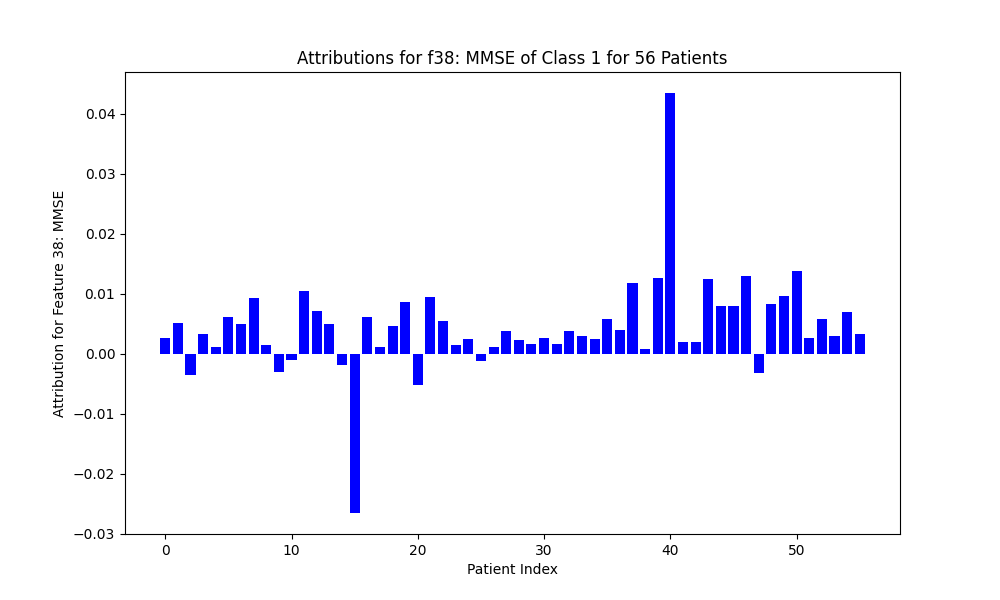 Attributions for f38: MMSE of Class 1 for 56 Patients
Attribution for Feature 38: MMSE
0.04
0.03
0.02
0.01
0.00
−0.01
−0.02
−0.03
0 10 20 30 40 50
Patient Index